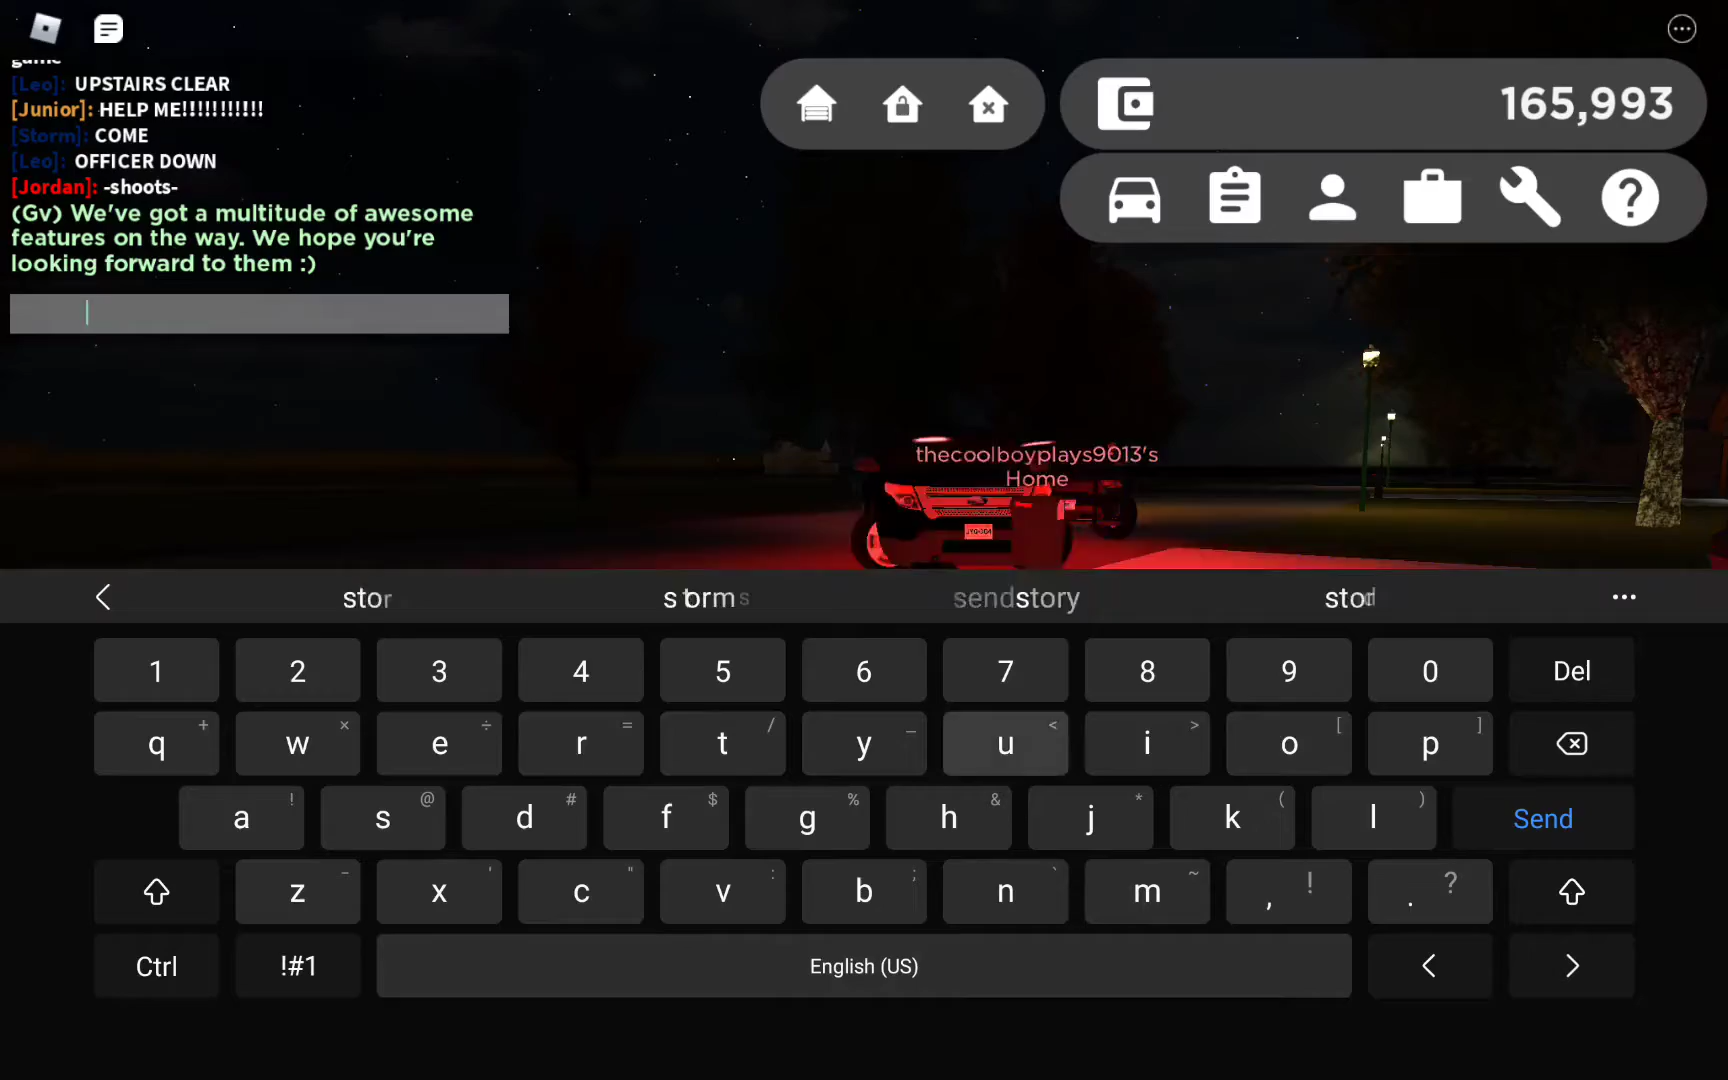 [Leo]: UPSTAIRS CLEAR
[Junior]: HELP ME!!!!!!!!!!!
[Storm]: COME
[Leo]: OFFICER DOWN
[Jordan]: -shoots-
(Gv) We've got a multitude of awesome
features on the way. We hope you're
looking forward to them :)
165,993
thecoolboyplays9013's
Home
story
1 2 3 4 5 6 7 8 9 0 Del
q + w × e ÷ r = t / y _ u < i > o [ p ]
a ! s @ d # f $ g % h & j * k ( l ) Send
z - x ' c " v : b ; n ` m ~ , ! . ?
Ctrl !#1 English (US) < >